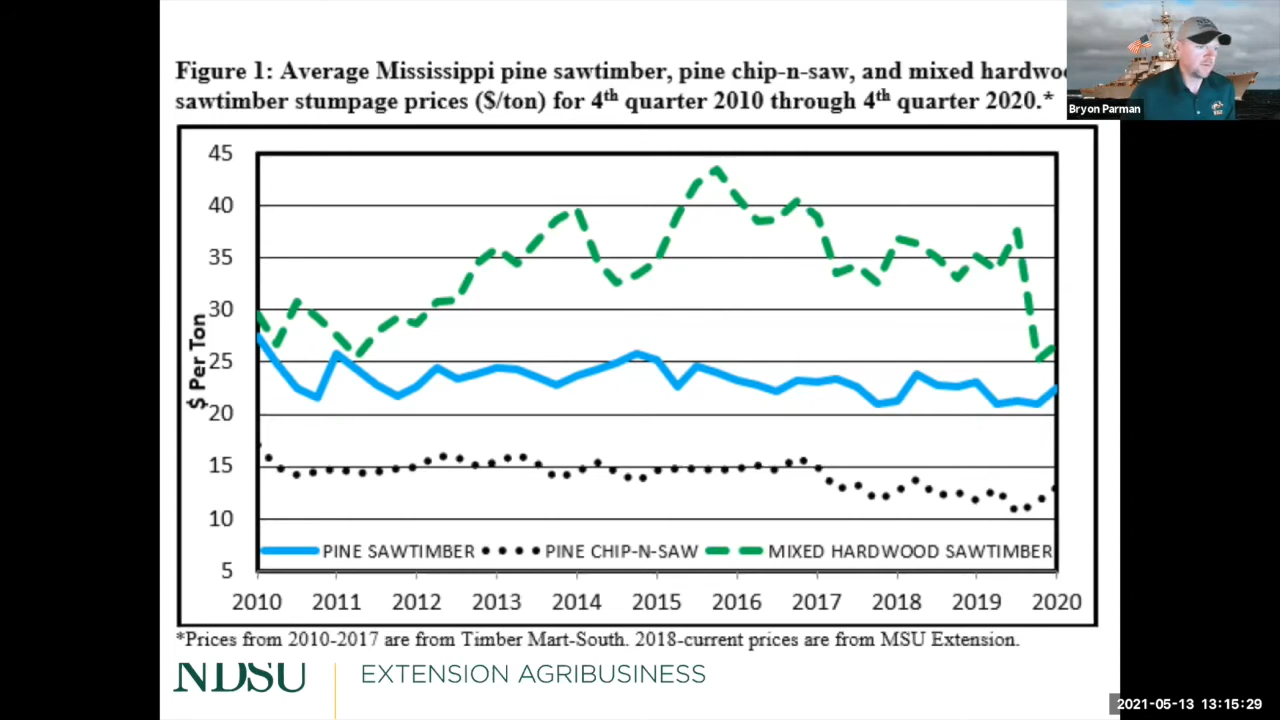 Figure 1: Average Mississippi pine sawtimber, pine chip-n-saw, and mixed
sawtimber stumpage prices ($/ton) for 4th quarter 2010 through 4th quarter 2020.*
Bryon Parman
45
40
35
30
25
20
15
10
5
$ Per Ton
PINE SAWTIMBER PINE CHIP-N-SAW MIXED HARDWOOD SAWTIMBER
2010 2011 2012 2013 2014 2015 2016 2017 2018 2019 2020
*Prices from 2010-2017 are from Timber Mart-South. 2018-current prices are from MSU Extension.
NDSU EXTENSION AGRIBUSINESS
2021-05-13 13:15:29